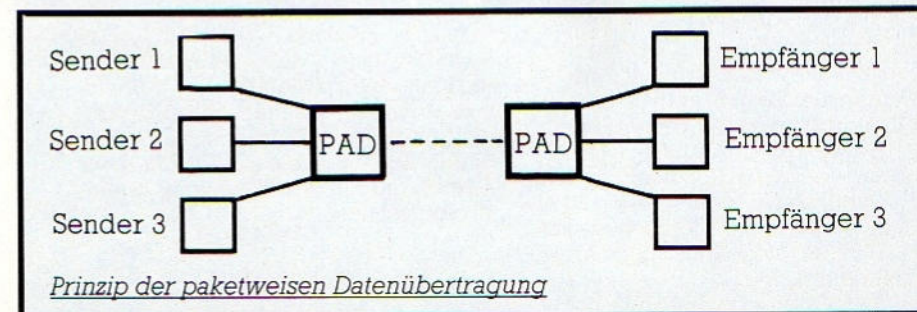 Sender 1
Empfänger 1
Sender 2
PAD
PAD
Empfänger 2
Sender 3
Empfänger 3
Prinzip der paketweisen Datenübertragung